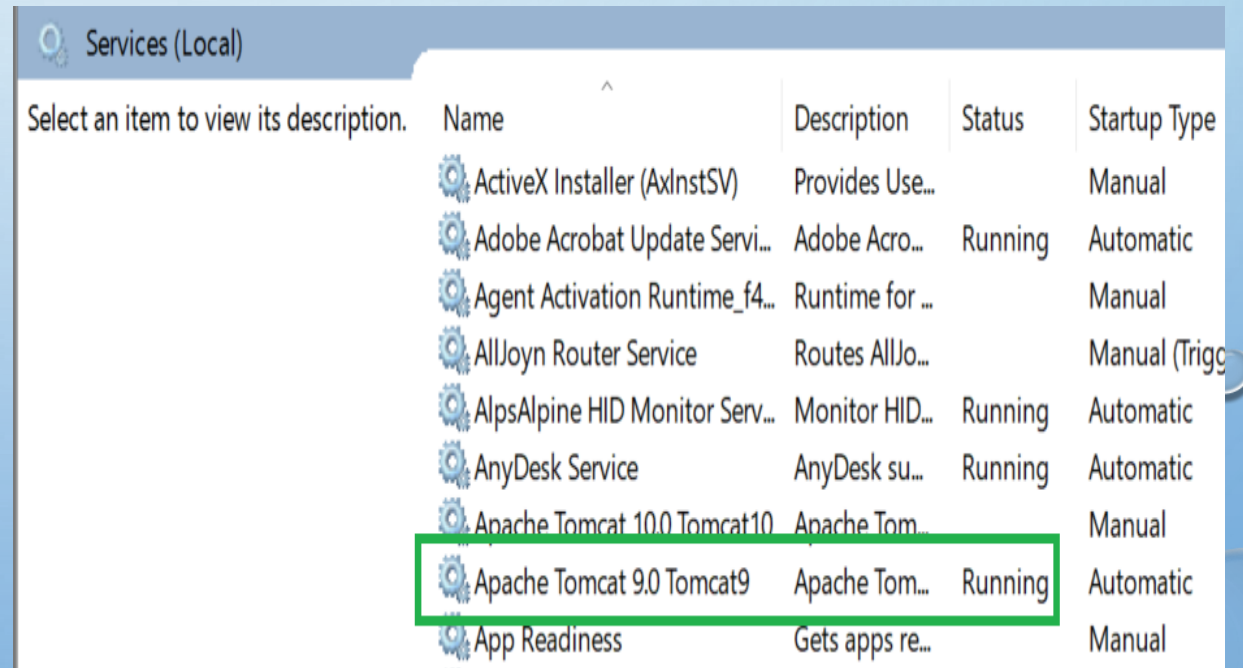 Services (Local)
Select an item to view its description. Name Description Status Startup Type
ActiveX Installer (AxInstSV) Provides Use... Manual
Adobe Acrobat Update Servi... Adobe Acro... Running Automatic
Agent Activation Runtime_f4... Runtime for ... Manual
AllJoyn Router Service Routes AllJo... Manual (Trigg
AlpsAlpine HID Monitor Serv... Monitor HID... Running Automatic
AnyDesk Service AnyDesk su... Running Automatic
Apache Tomcat 10.0 Tomcat10 Apache Tom... Manual
Apache Tomcat 9.0 Tomcat9 Apache Tom... Running Automatic
App Readiness Gets apps re... Manual